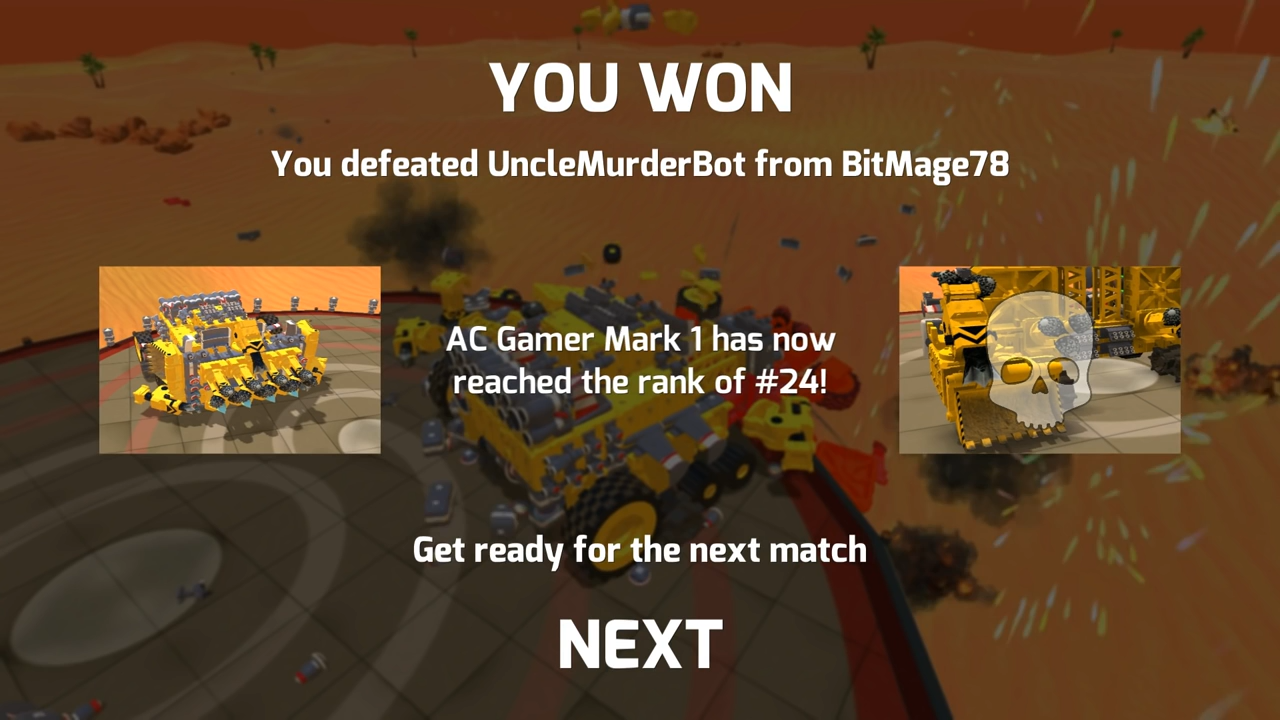 YOU WON
You defeated UncleMurderBot from BitMage78
AC Gamer Mark 1 has now
reached the rank of #24!
Get ready for the next match
NEXT